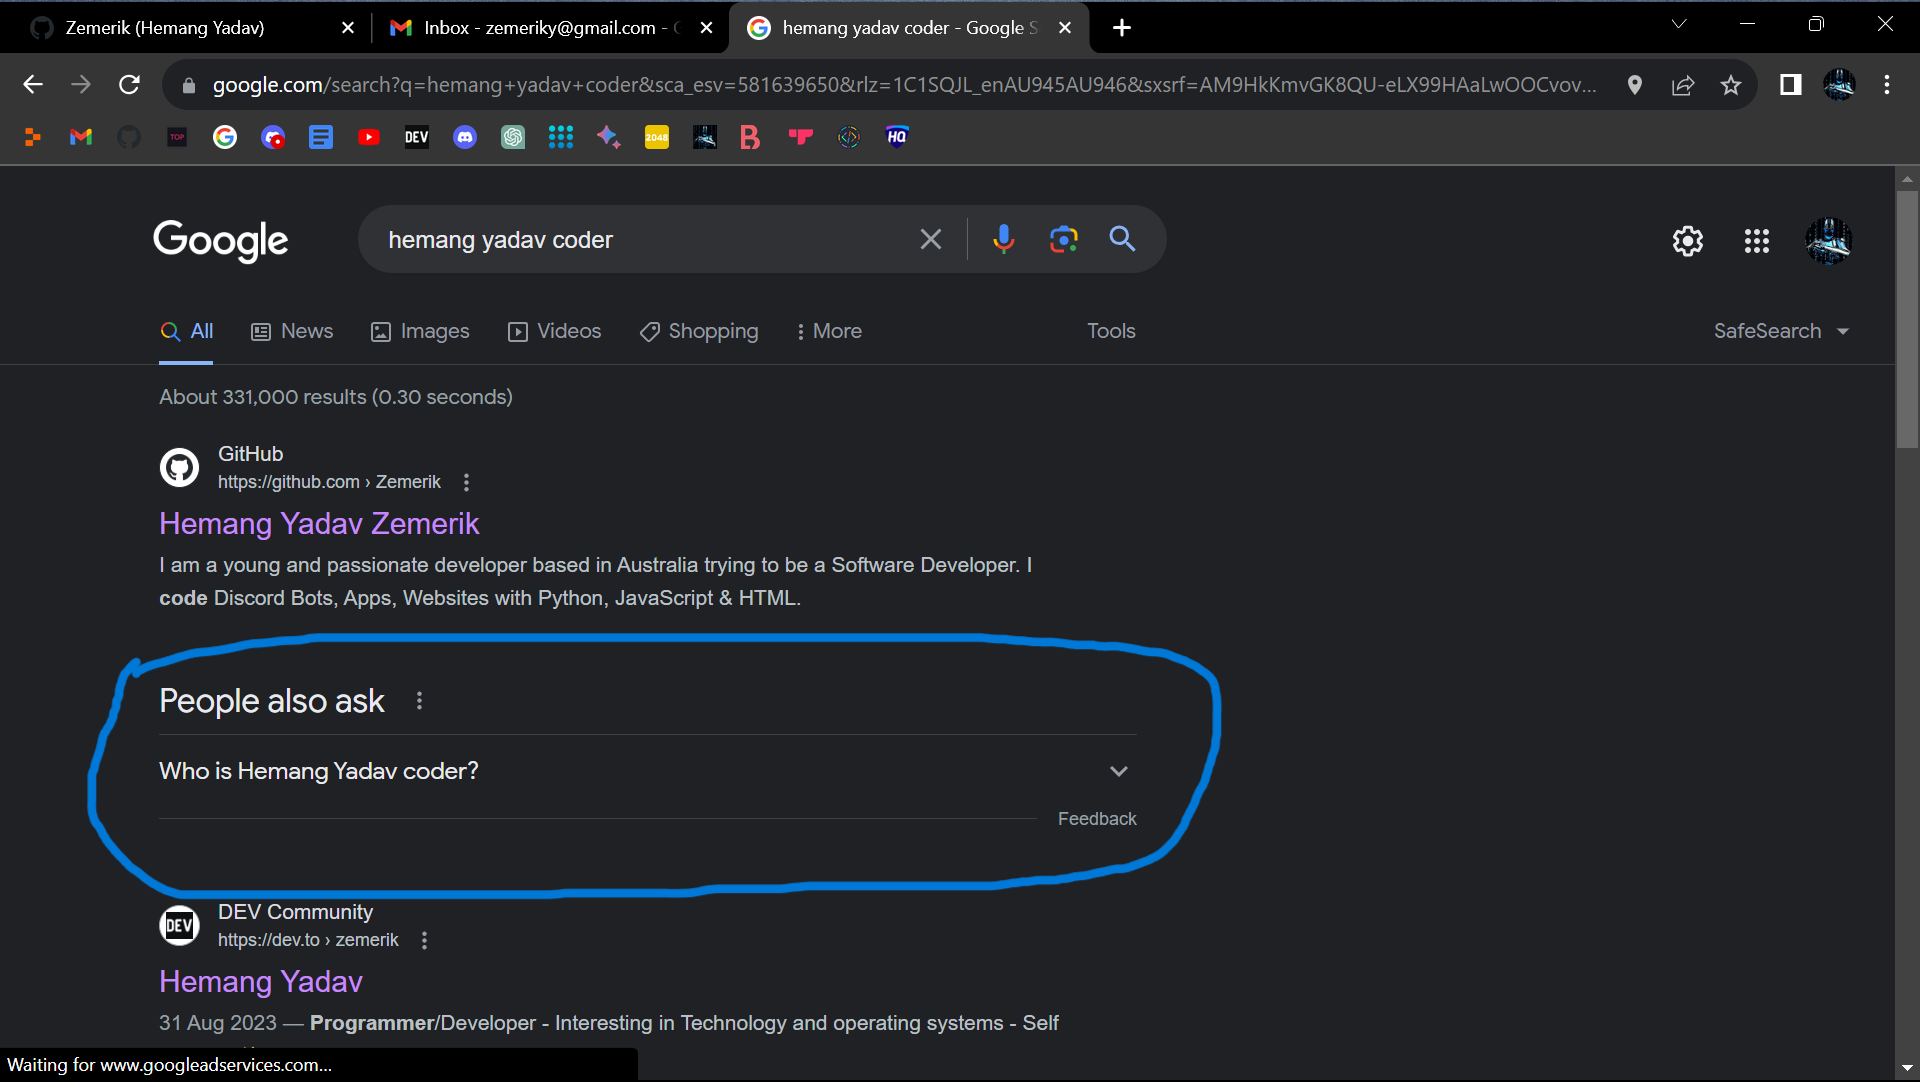 Zemerik (Hemang Yadav)
Inbox - zemeriky@gmail.com -
hemang yadav coder - Google S
google.com/search?q=hemang+yadav+coder&sca_esv=581639650&rlz=1C1SQJL_enAU945AU946&sxsrf=AM9HkKmvGK8QU-eLX99HAaLwOOCvov...
TOP
DEV
2048
HQ
Google
hemang yadav coder
All
News
Images
Videos
Shopping
More
Tools
SafeSearch
About 331,000 results (0.30 seconds)
GitHub
https://github.com › Zemerik
Hemang Yadav Zemerik
I am a young and passionate developer based in Australia trying to be a Software Developer. I
code Discord Bots, Apps, Websites with Python, JavaScript & HTML.
People also ask
Who is Hemang Yadav coder?
Feedback
DEV
DEV Community
https://dev.to › zemerik
Hemang Yadav
31 Aug 2023 — Programmer/Developer - Interesting in Technology and operating systems - Self
Waiting for www.googleadservices.com...